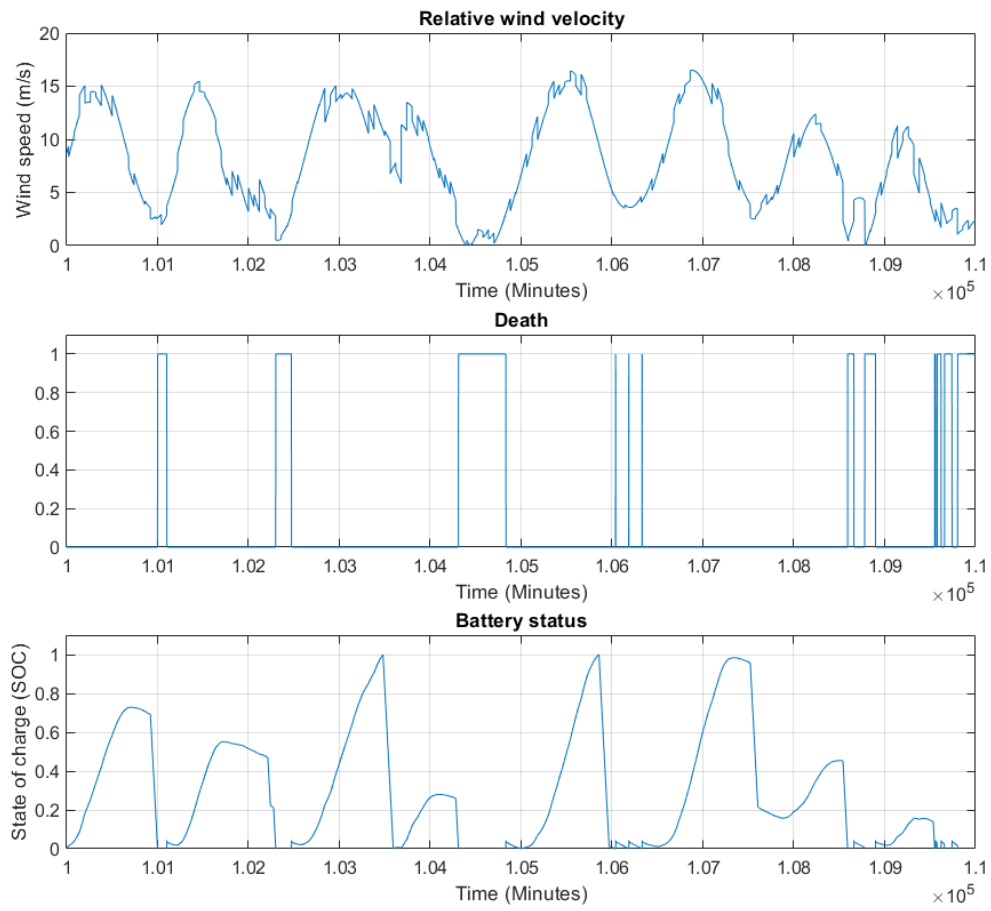 Relative wind velocity
Wind speed (m/s)
20
15
10
5
0
1 1.01 1.02 1.03 1.04 1.05 1.06 1.07 1.08 1.09 1.1
Time (Minutes)
×10^5
Death
1
0.8
0.6
0.4
0.2
0
1 1.01 1.02 1.03 1.04 1.05 1.06 1.07 1.08 1.09 1.1
Time (Minutes)
×10^5
Battery status
State of charge (SOC)
1
0.8
0.6
0.4
0.2
0
1 1.01 1.02 1.03 1.04 1.05 1.06 1.07 1.08 1.09 1.1
Time (Minutes)
×10^5